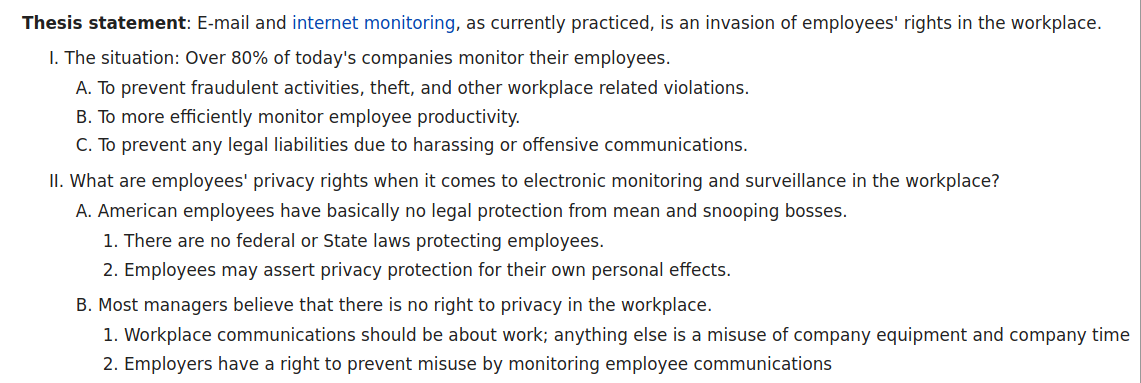 Thesis statement: E-mail and internet monitoring, as currently practiced, is an invasion of employees' rights in the workplace.
I. The situation: Over 80% of today's companies monitor their employees.
A. To prevent fraudulent activities, theft, and other workplace related violations.
B. To more efficiently monitor employee productivity.
C. To prevent any legal liabilities due to harassing or offensive communications.
II. What are employees' privacy rights when it comes to electronic monitoring and surveillance in the workplace?
A. American employees have basically no legal protection from mean and snooping bosses.
1. There are no federal or State laws protecting employees.
2. Employees may assert privacy protection for their own personal effects.
B. Most managers believe that there is no right to privacy in the workplace.
1. Workplace communications should be about work; anything else is a misuse of company equipment and company time
2. Employers have a right to prevent misuse by monitoring employee communications